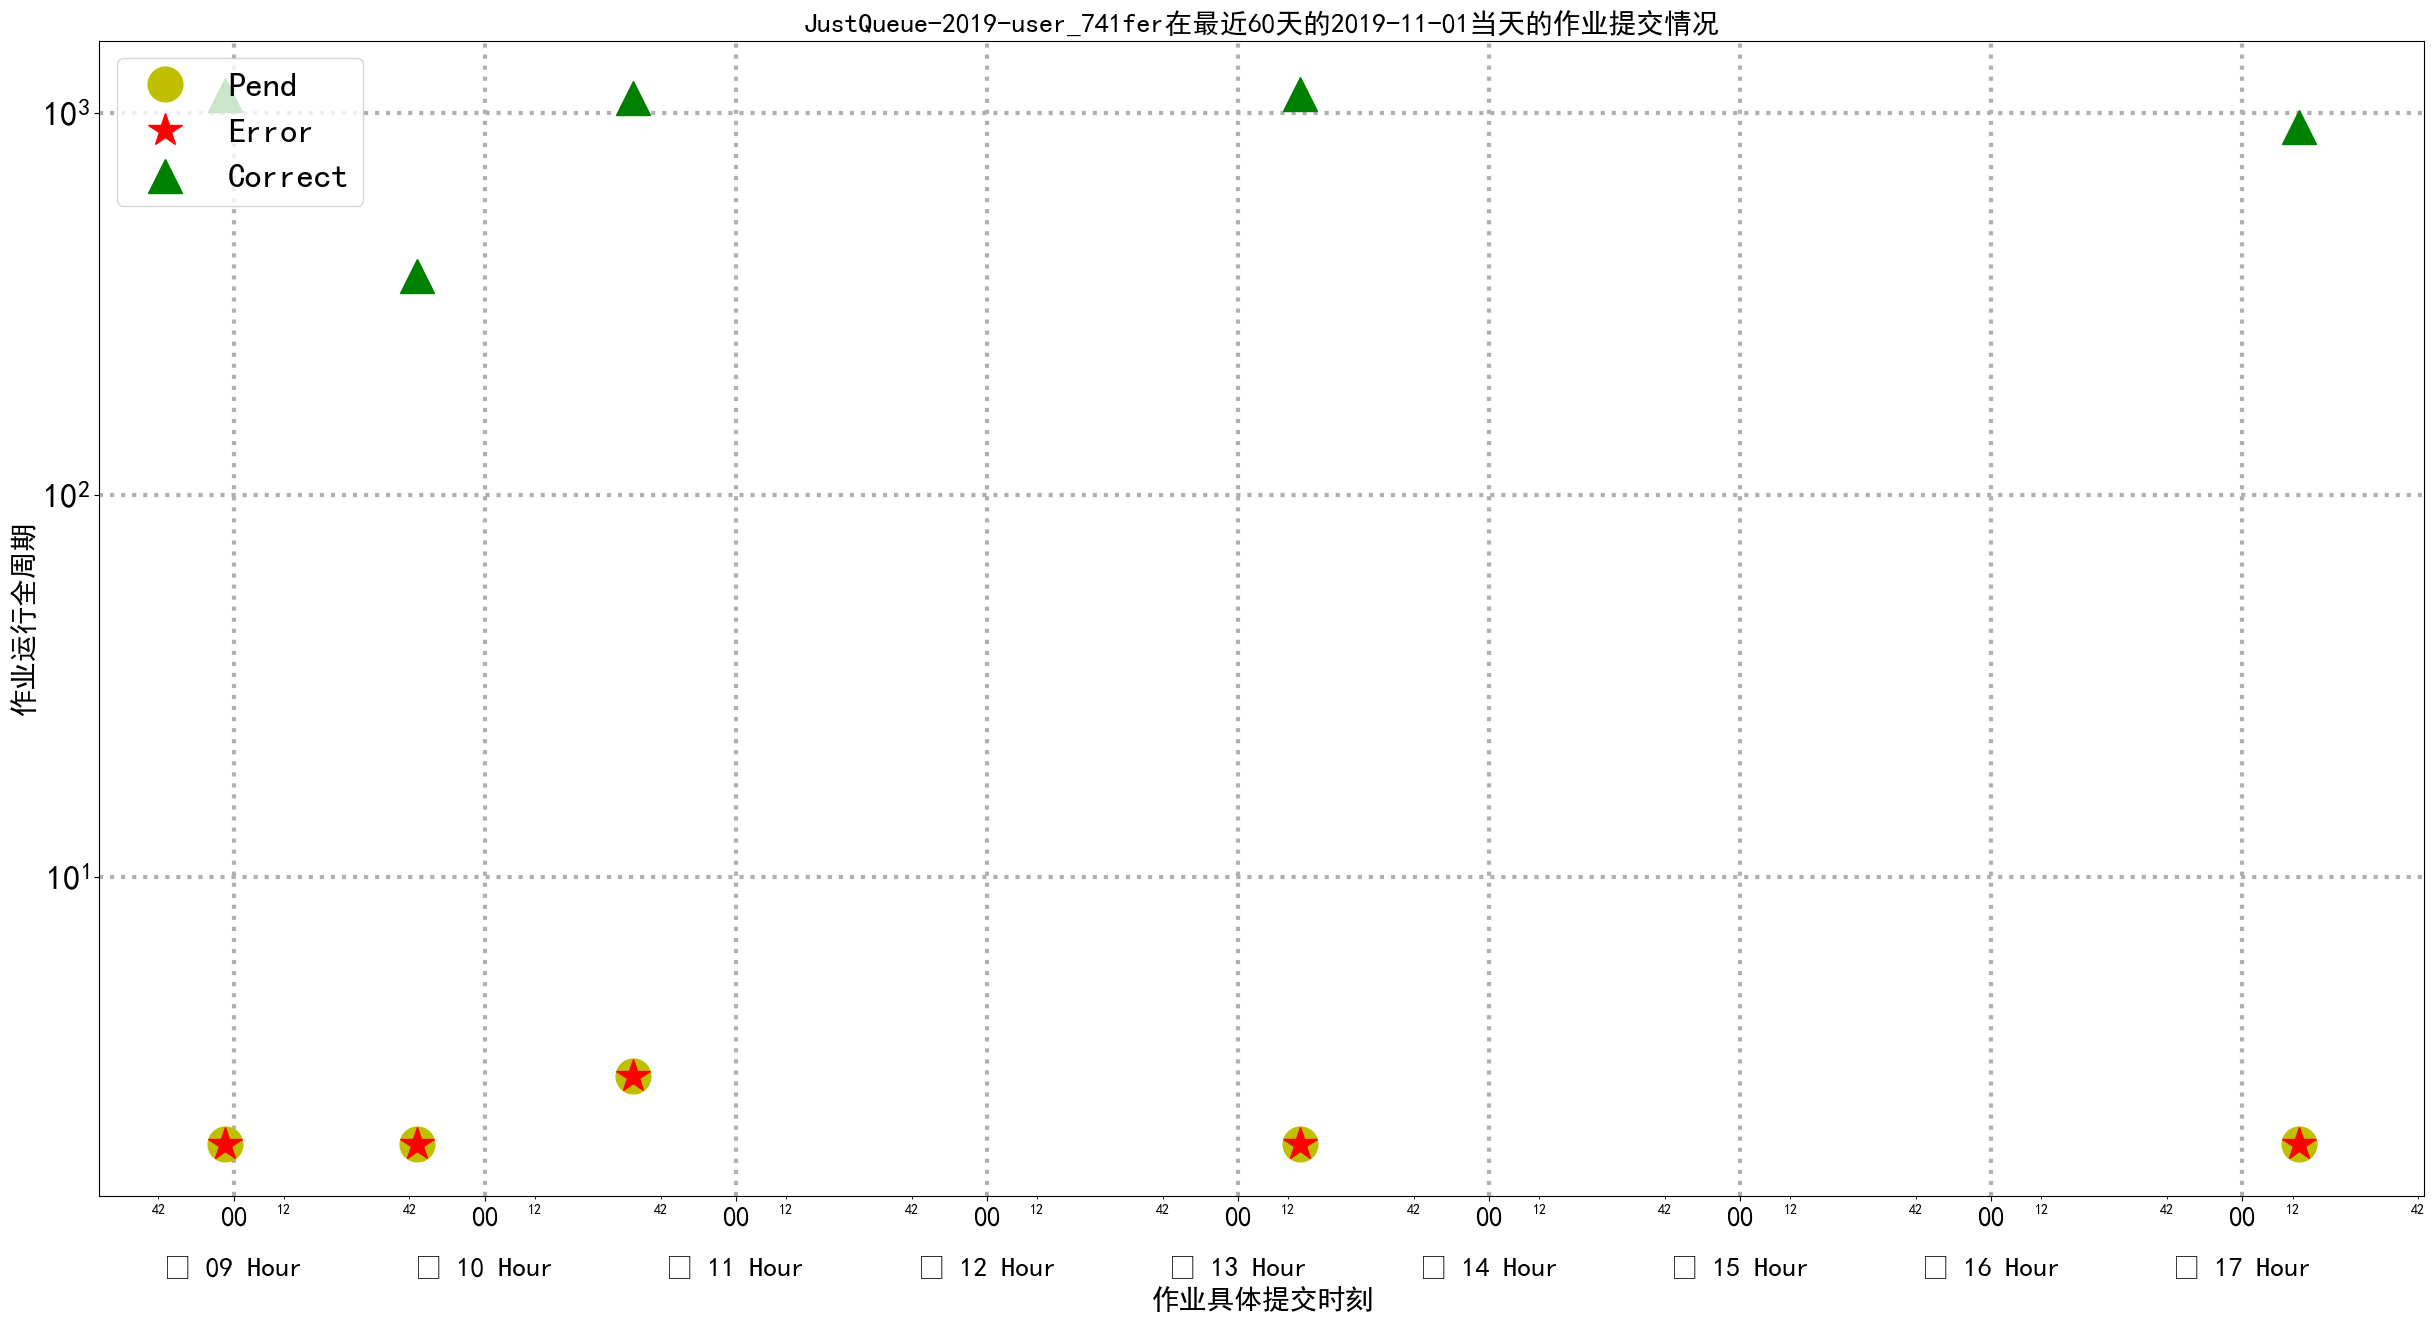 JustQueue-2019-user_741fer在最近60天的2019-11-01当天的作业提交情况
Pend
Error
Correct
10³
10²
10¹
作业运行全周期
42 00 12 42 00 12 42 00 12 42 00 12 42 00 12 42 00 12 42 00 12 42 00 12 42 00 12 42
□ 09 Hour □ 10 Hour □ 11 Hour □ 12 Hour □ 13 Hour □ 14 Hour □ 15 Hour □ 16 Hour □ 17 Hour
作业具体提交时刻